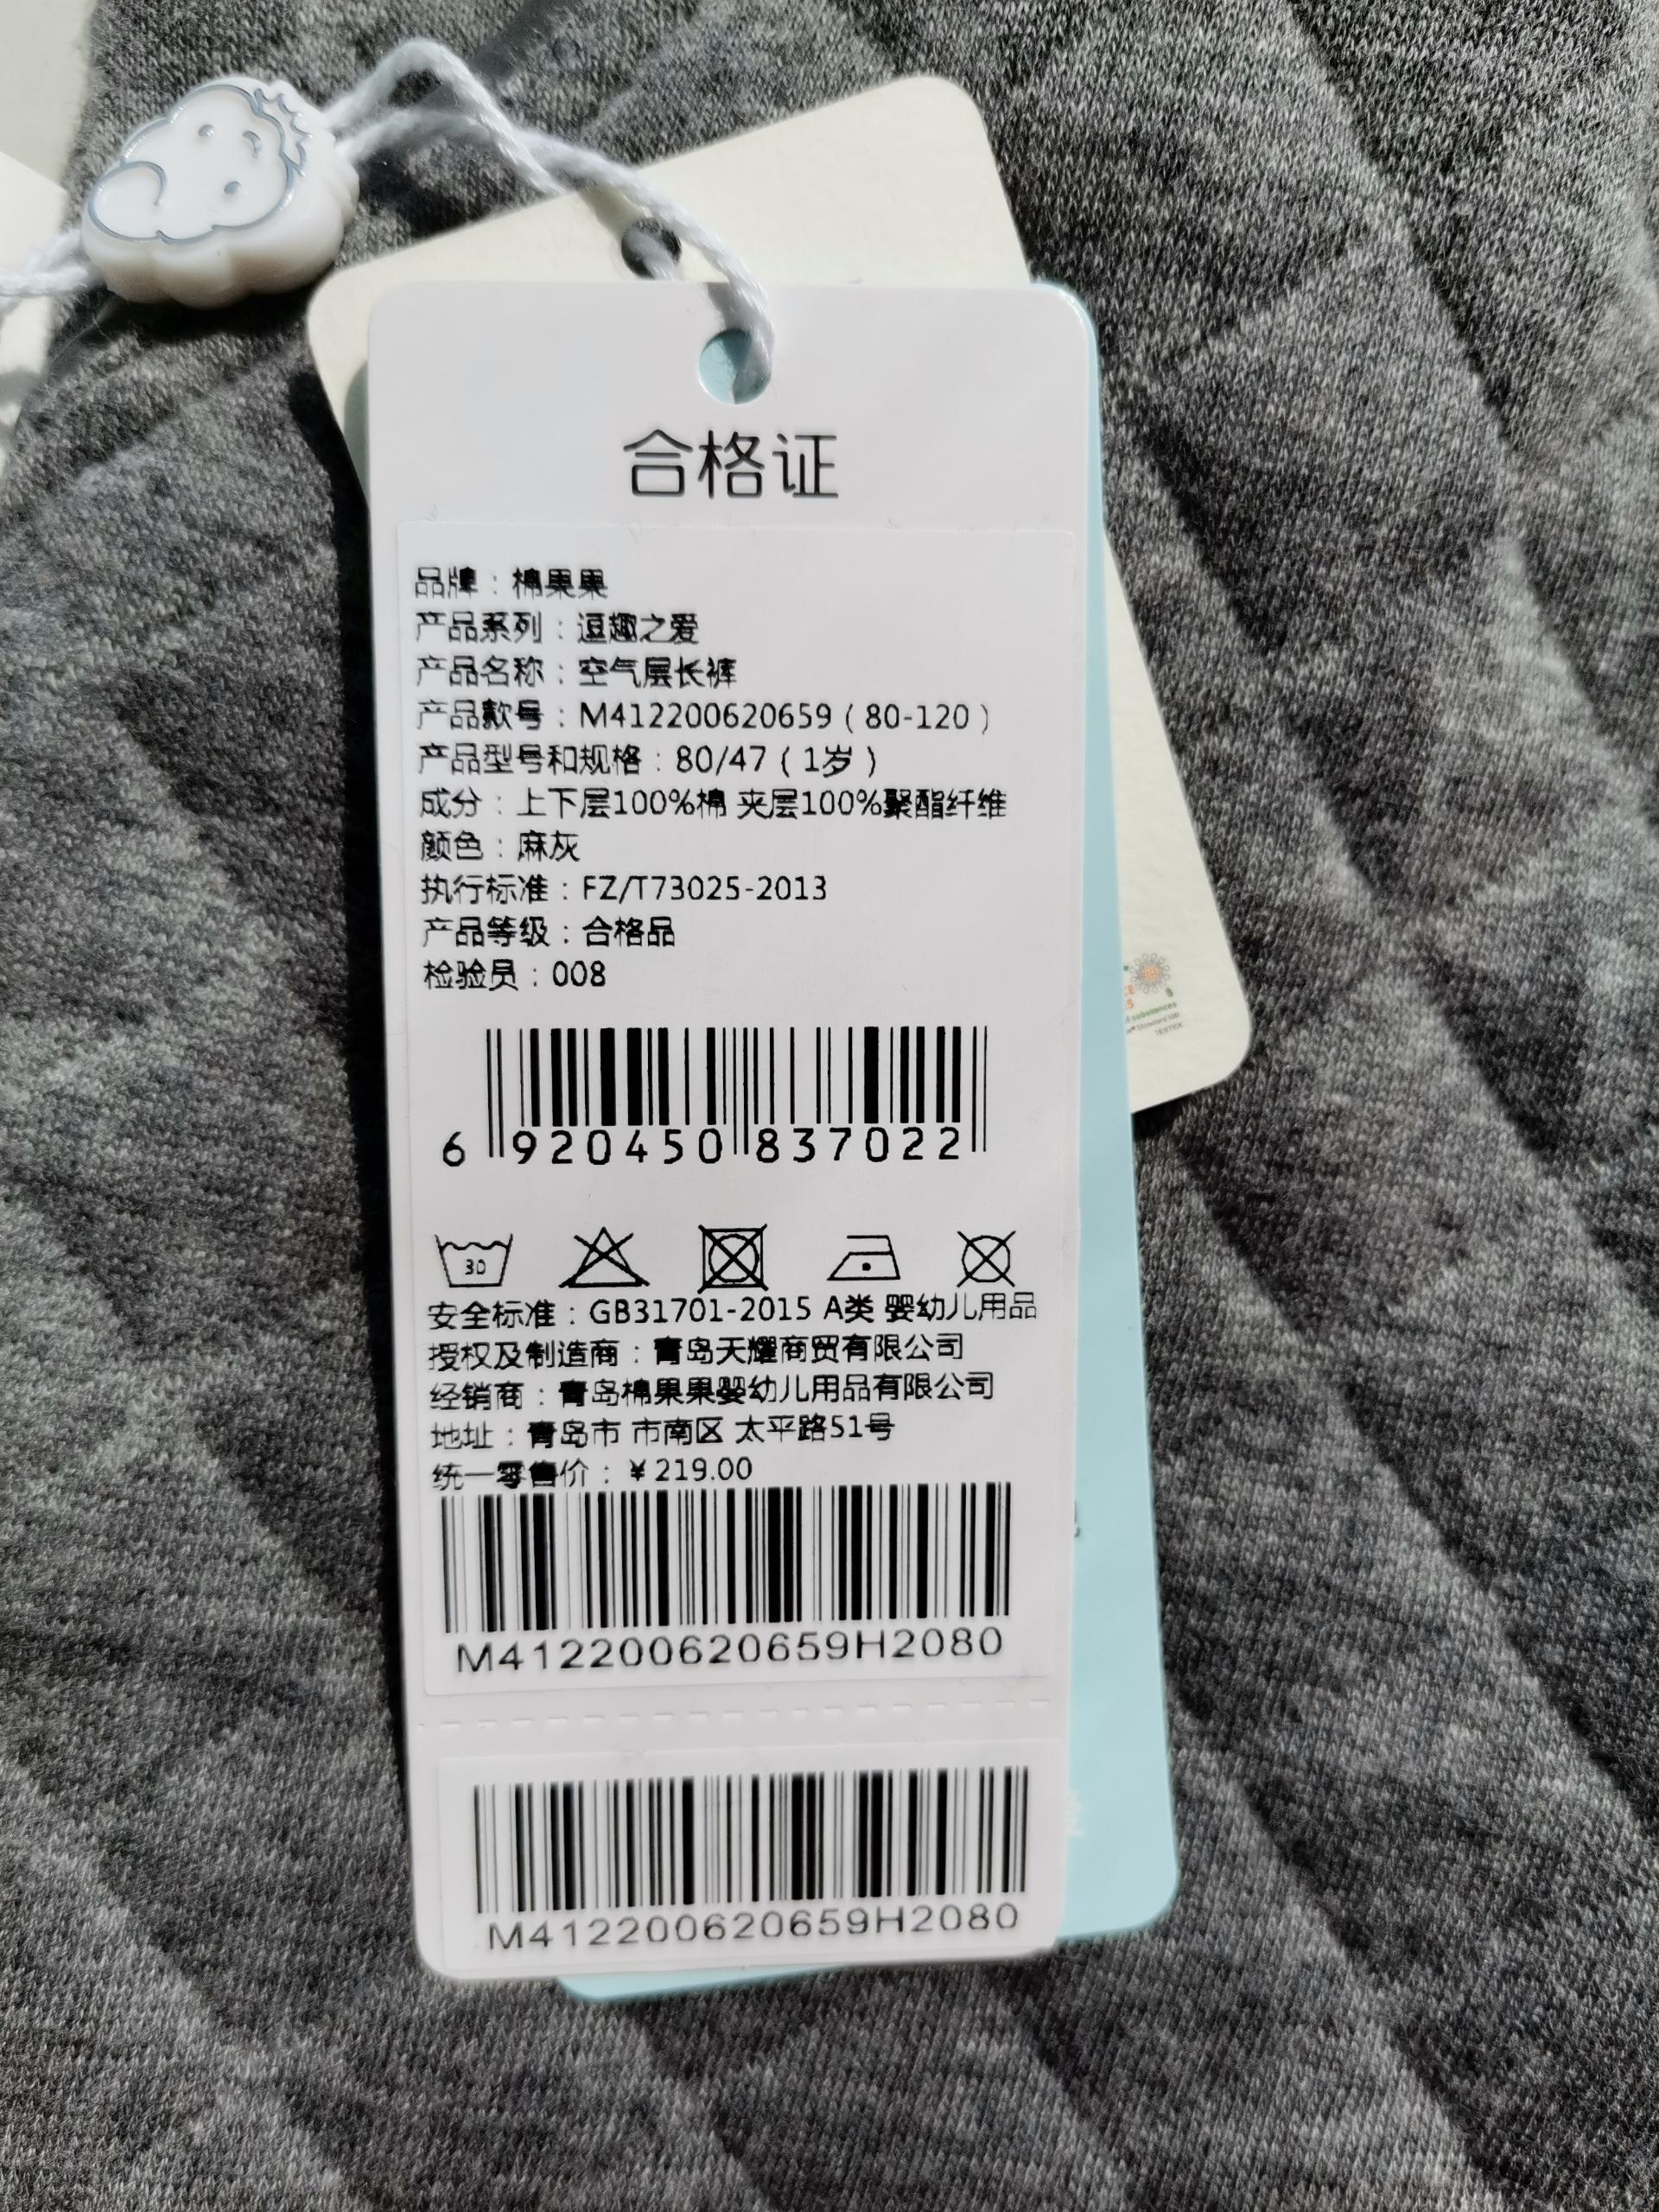 合格证
品牌：棉果果
产品系列：逗趣之爱
产品名称：空气层长裤
产品款号：M412200620659（80-120）
产品型号和规格：80/47（1岁）
成分：上下层100%棉 夹层100%聚酯纤维
颜色：麻灰
执行标准：FZ/T73025-2013
产品等级：合格品
检验员：008
6 920450 837022
30
安全标准：GB31701-2015 A类 婴幼儿用品
授权及制造商：青岛天耀商贸有限公司
经销商：青岛棉果果婴幼儿用品有限公司
地址：青岛市 市南区 太平路51号
统一零售价：￥219.00
M412200620659H2080
M412200620659H2080
substances